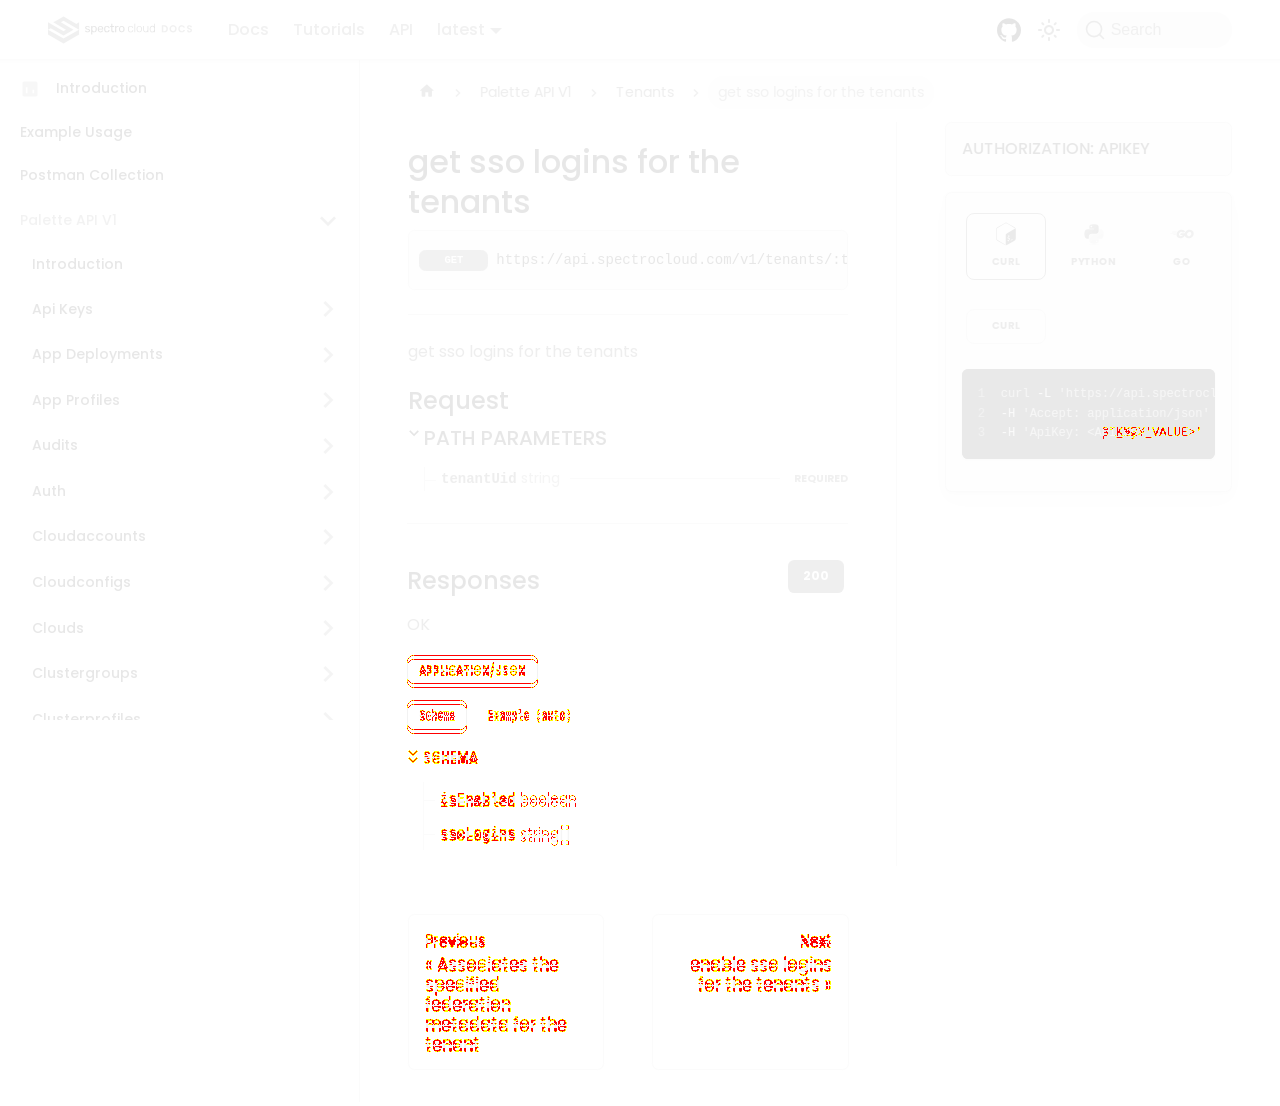 spectro cloud DOCS
Docs
Tutorials
API
latest
Search
Introduction
Example Usage
Postman Collection
Palette API V1
Introduction
Api Keys
App Deployments
App Profiles
Audits
Auth
Cloudaccounts
Cloudconfigs
Clouds
Clustergroups
Clusterprofiles
Palette API V1
Tenants
get sso logins for the tenants
get sso logins for the
tenants
GET https://api.spectrocloud.com/v1/tenants/:t
get sso logins for the tenants
Request
PATH PARAMETERS
tenantUid string REQUIRED
Responses
200
OK
APPLICATION/JSON
Schema
Example (auto)
SCHEMA
isEnabled boolean
ssoLogins string[]
Previous
« Associates the
specified
federation
metadata for the
tenant
Next
enable sso logins
for the tenants »
AUTHORIZATION: APIKEY
CURL
PYTHON
GO
GO
CURL
1 curl -L 'https://api.spectrocl
2 -H 'Accept: application/json'
3 -H 'ApiKey: